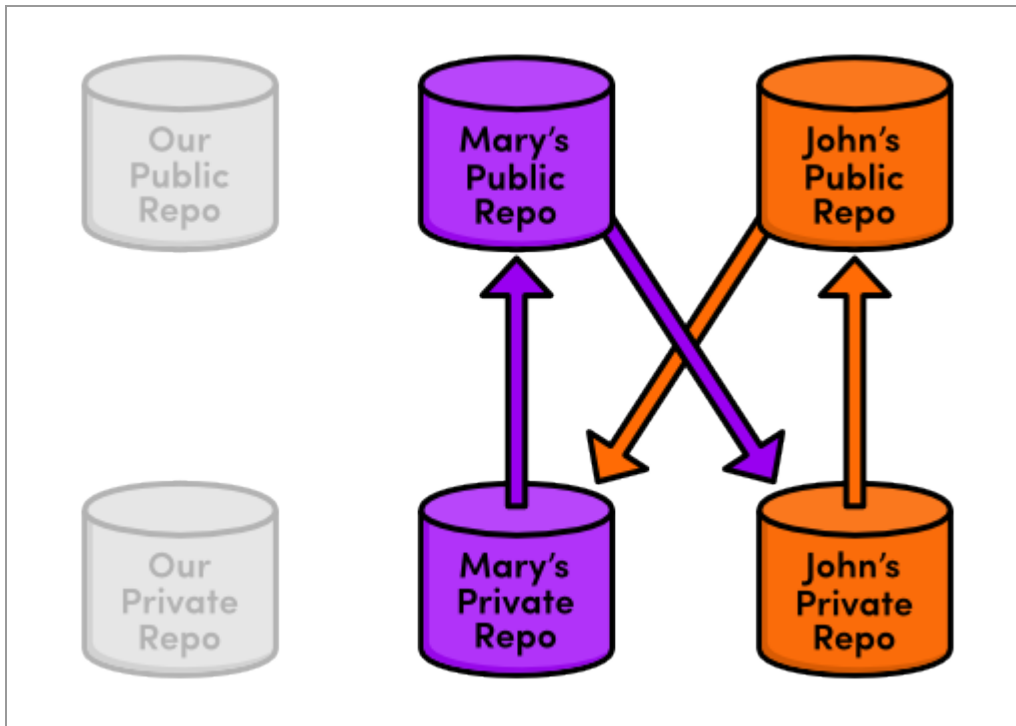 Our
Public
Repo
Mary’s
Public
Repo
John’s
Public
Repo
Our
Private
Repo
Mary’s
Private
Repo
John’s
Private
Repo